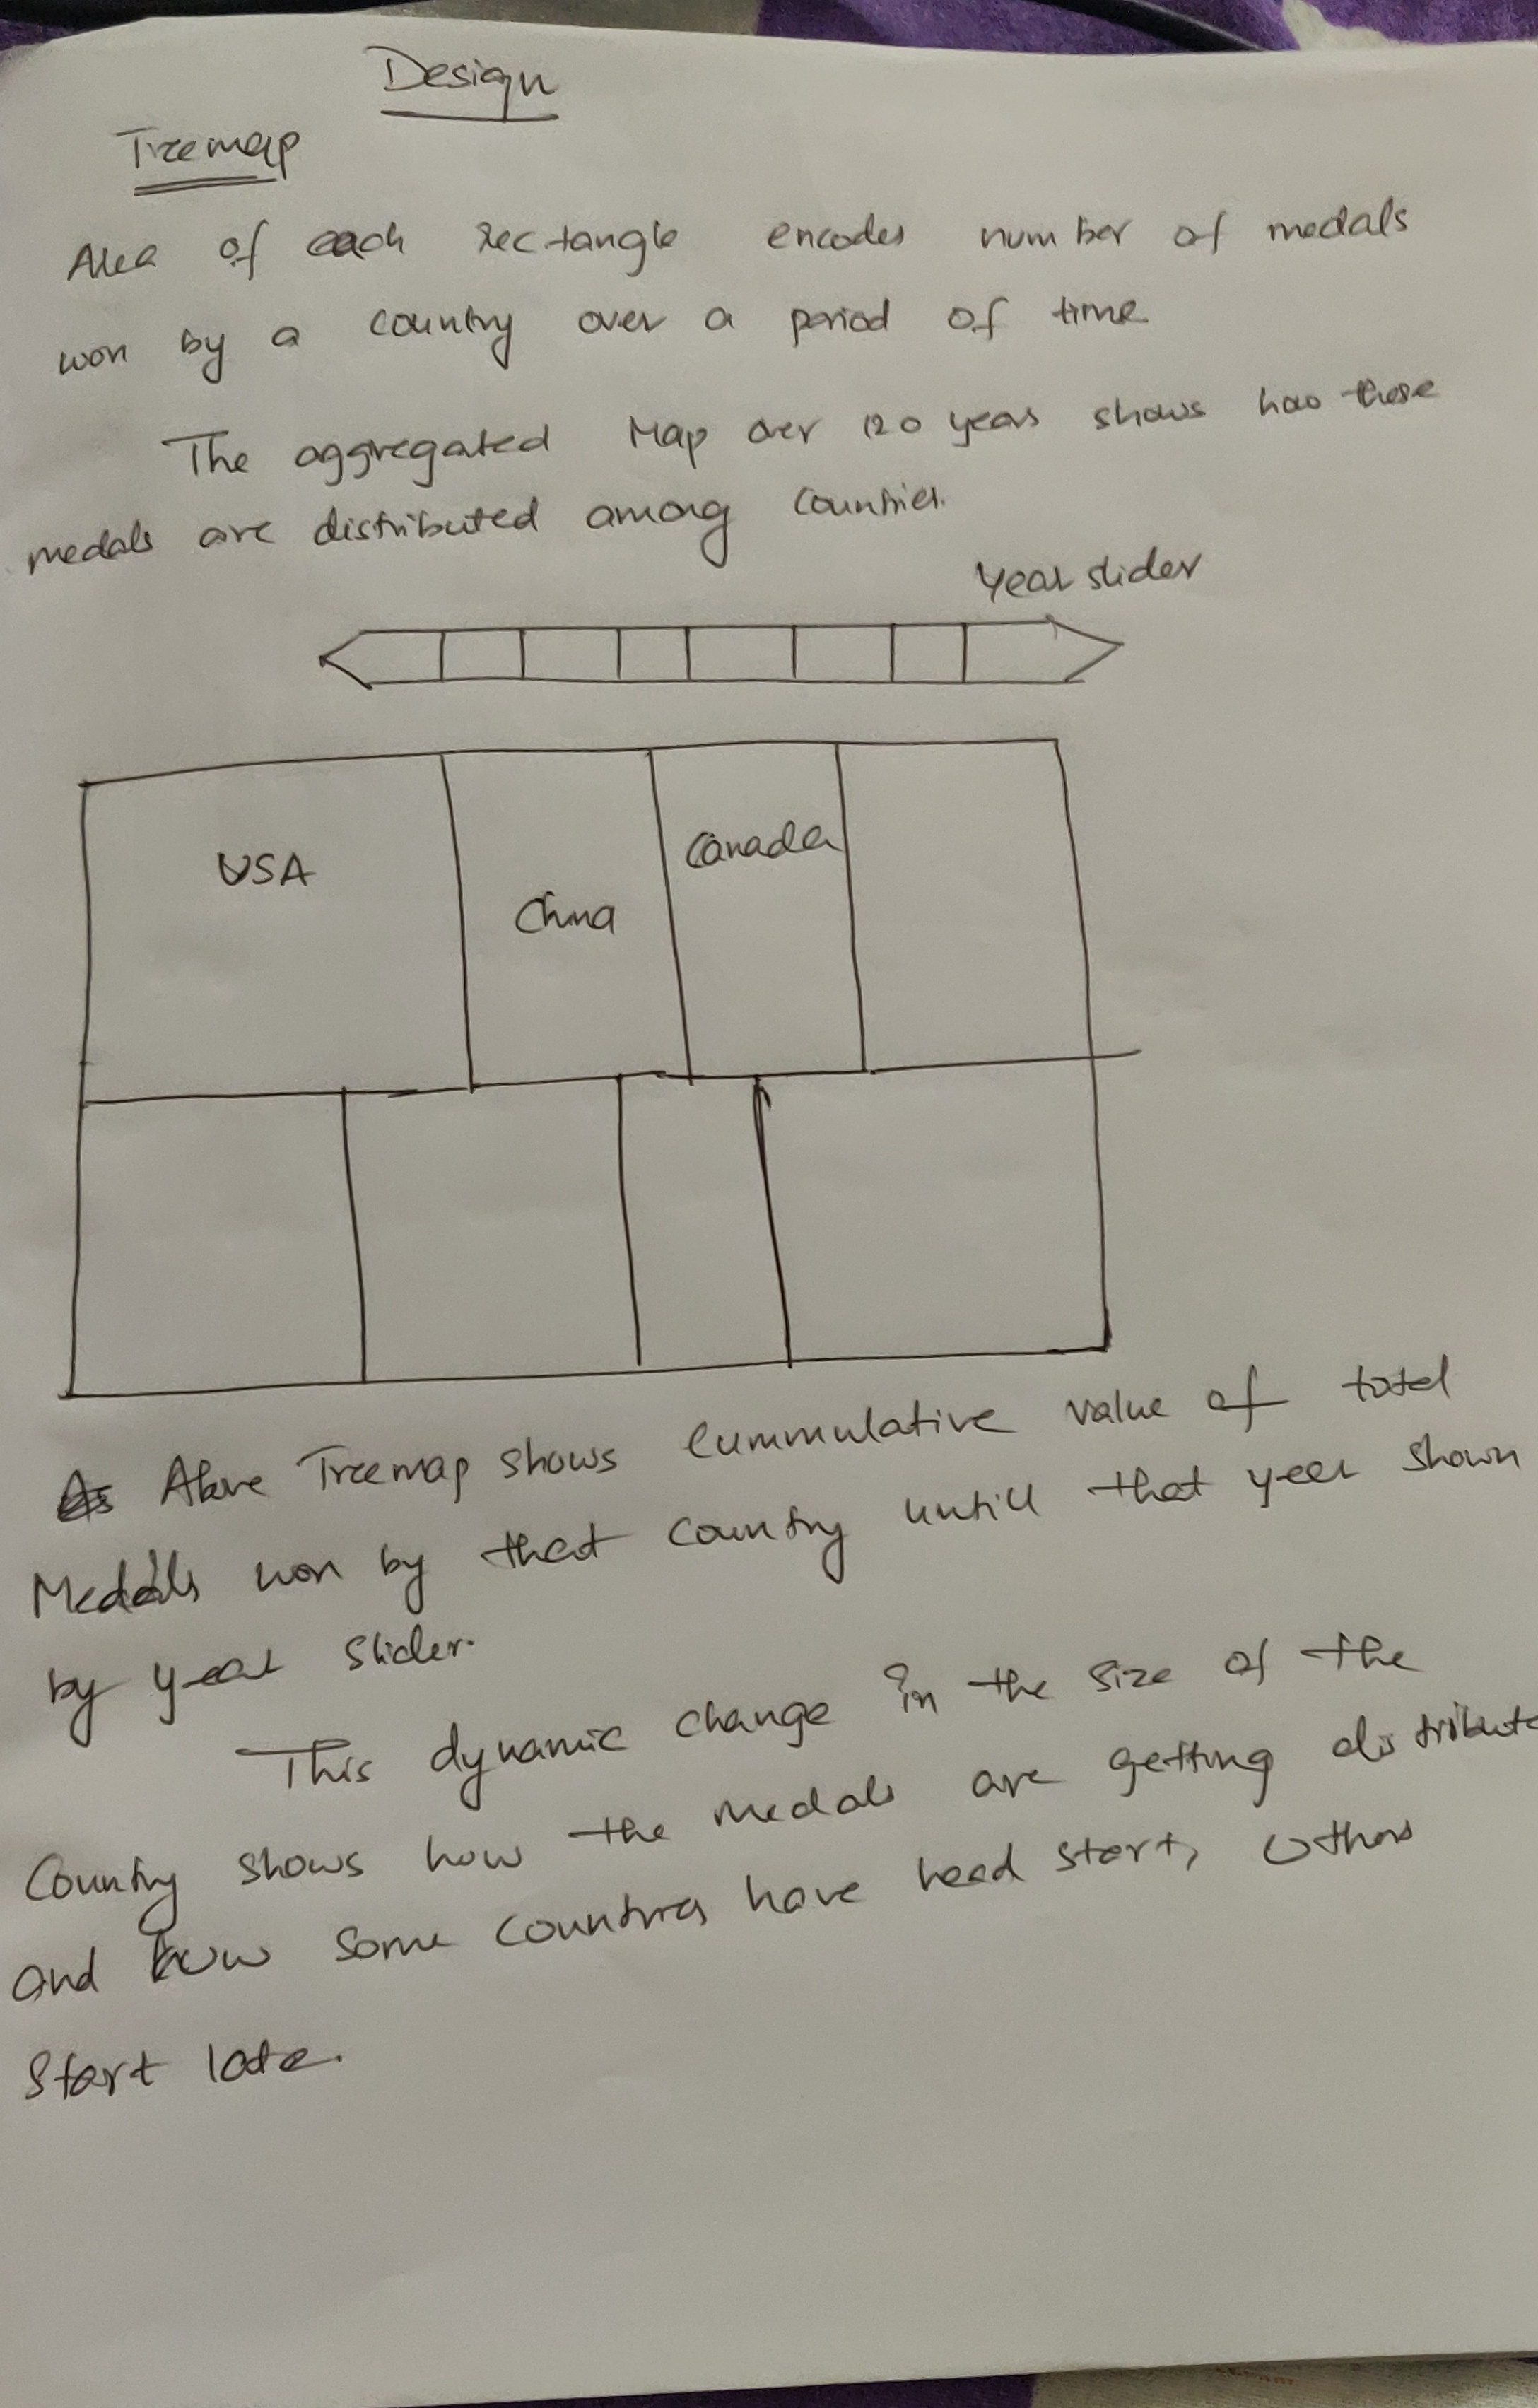 Design
Treemap
Area of each rectangle encodes number of medals
won by a country over a period of time
The aggregated Map over 120 years shows how these
medals are distributed among countries.
Year slider
USA
China
Canada
Above Treemap shows cummulative value of total
Medals won by that country untill that year shown
by year slider.
This dynamic change in the size of the
Country shows how the medals are getting distribute
and how some countries have head start, others
start late.